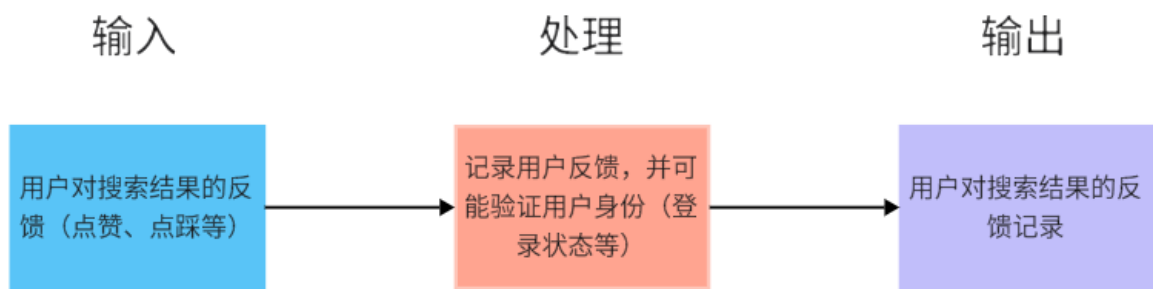 输入
处理
输出
用户对搜索结果的反
馈（点赞、点踩等）
记录用户反馈，并可
能验证用户身份（登
录状态等）
用户对搜索结果的反
馈记录